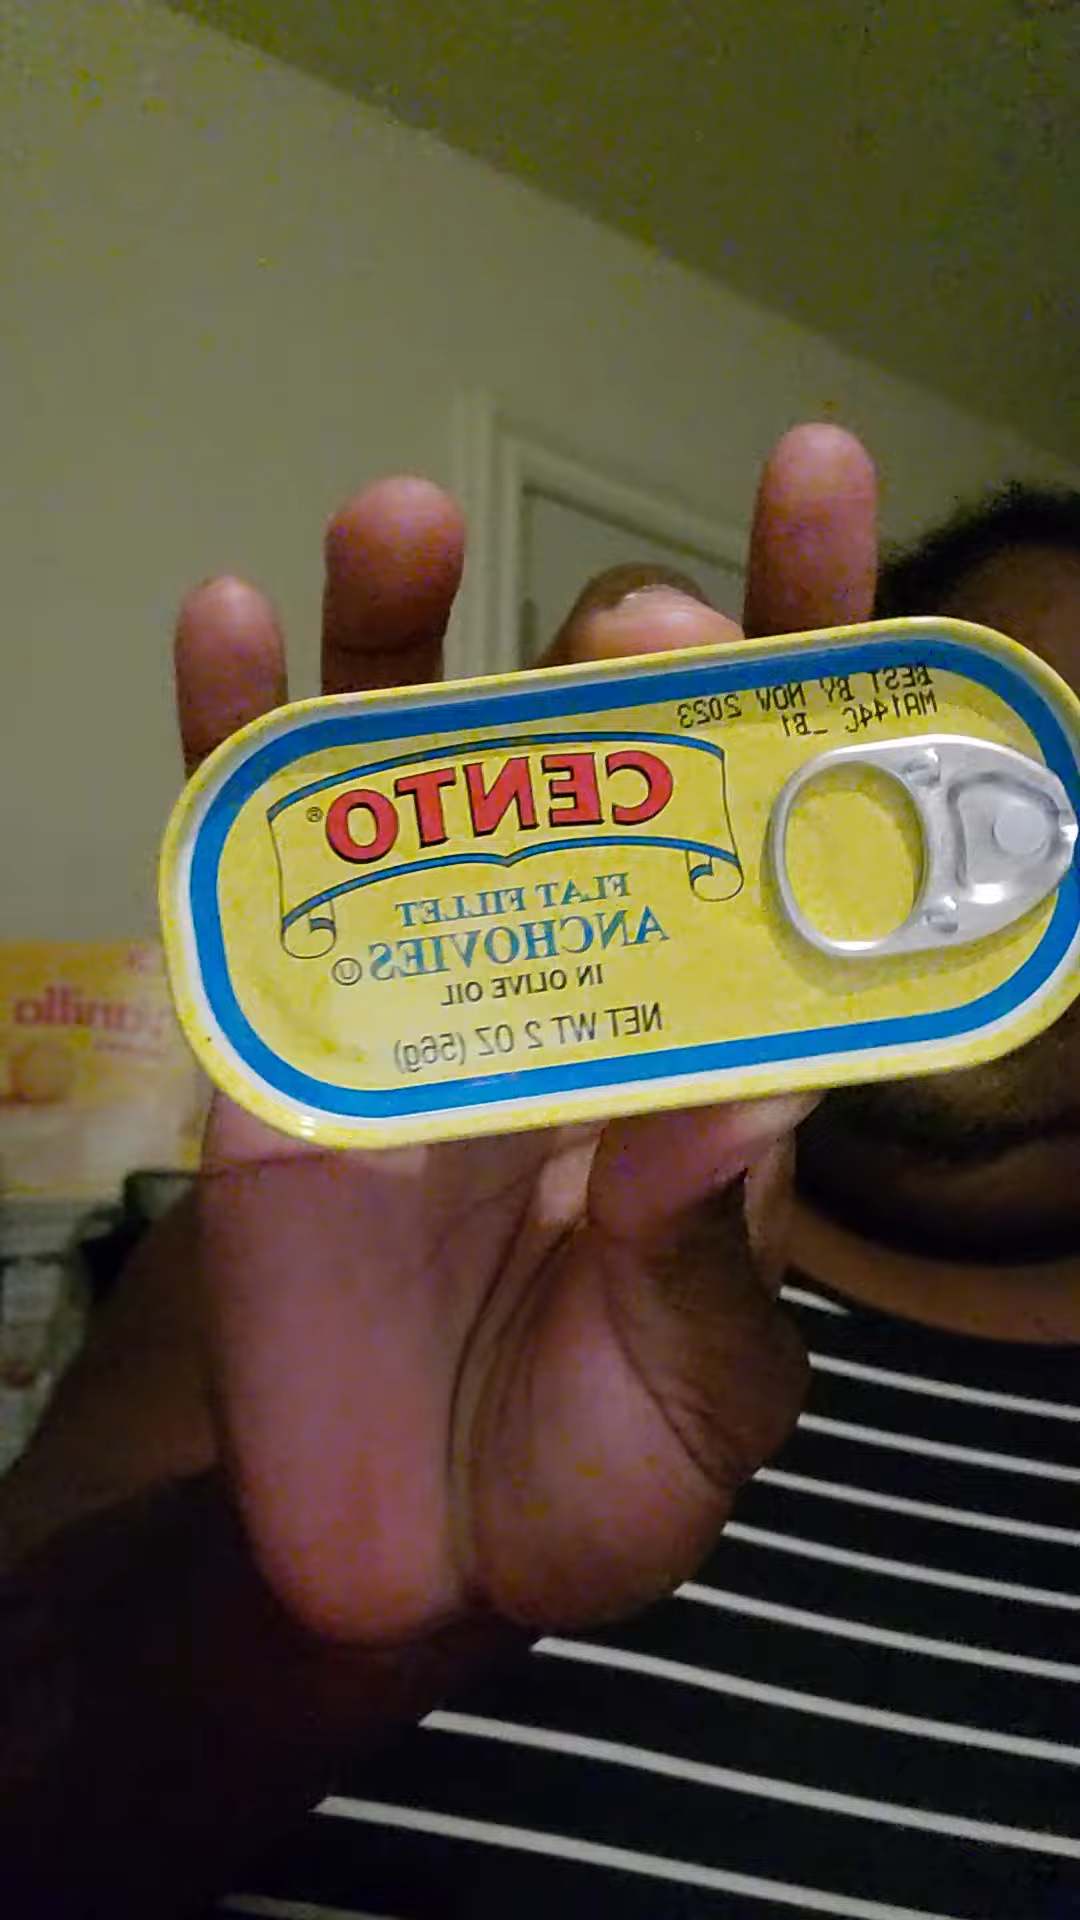 BEST BY NOV 2023
MA144C_B1
CENTO®
FLAT FILLET
ANCHOVIES Ⓤ
IN OLIVE OIL
NET WT 2 OZ (56g)